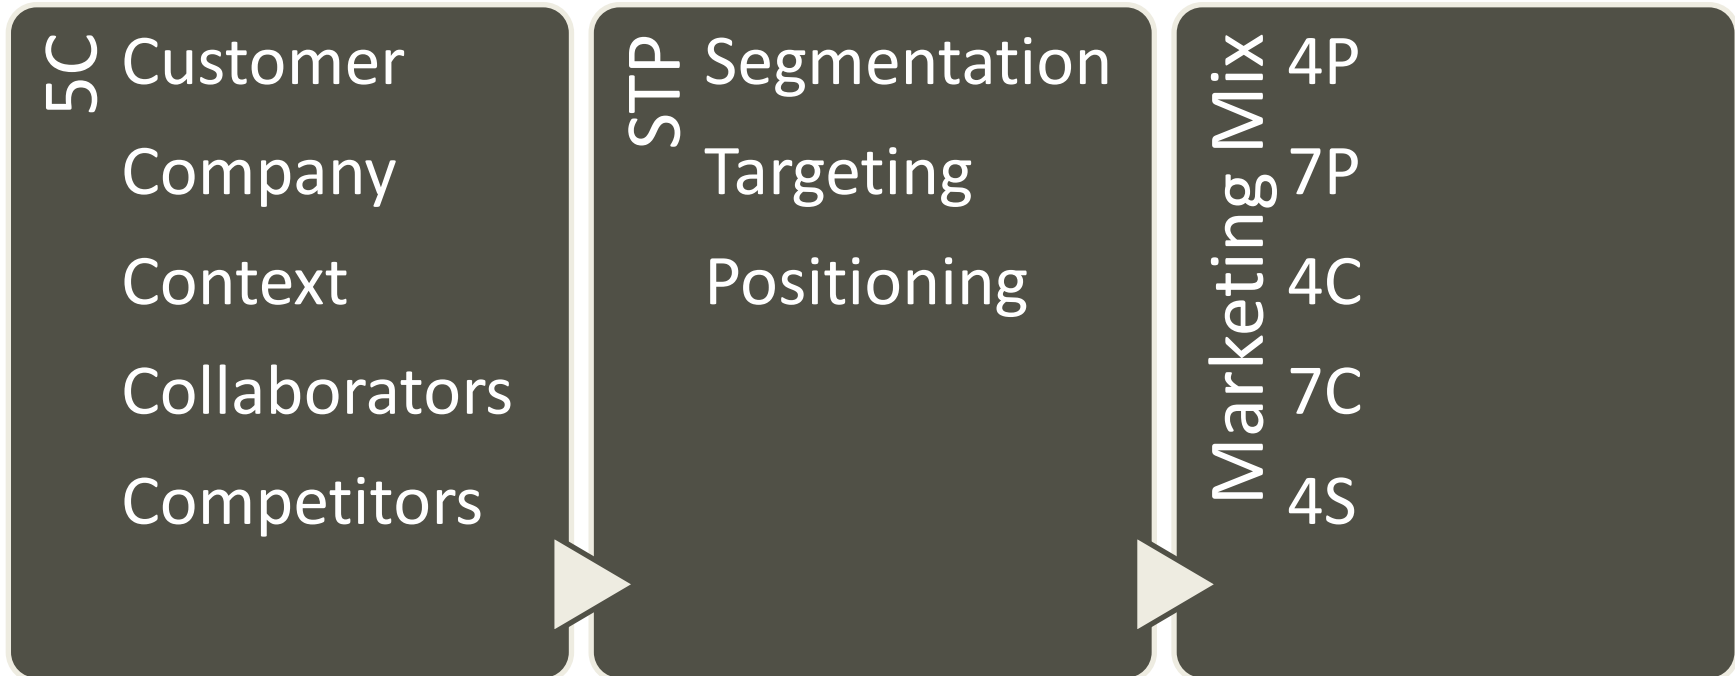 5C
Customer
Company
Context
Collaborators
Competitors
STP
Segmentation
Targeting
Positioning
Marketing Mix
4P
7P
4C
7C
4S